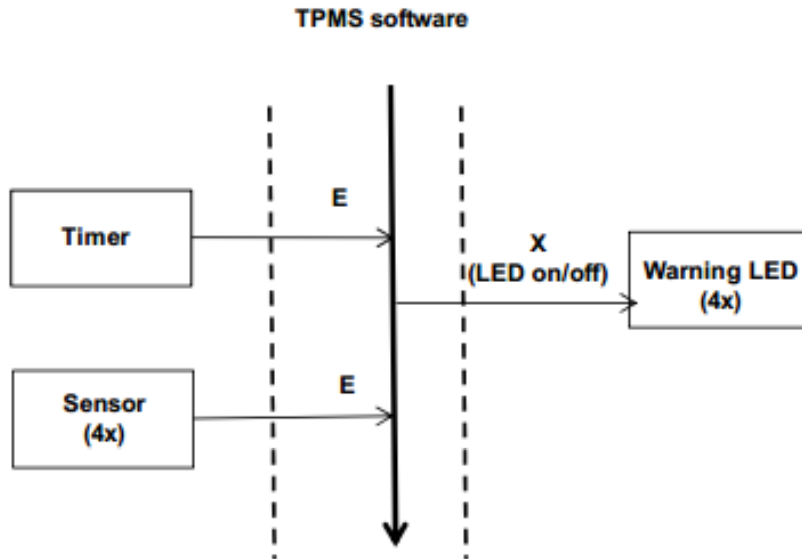 TPMS software
E
Timer
X
(LED on/off)
Warning LED
(4x)
E
Sensor
(4x)